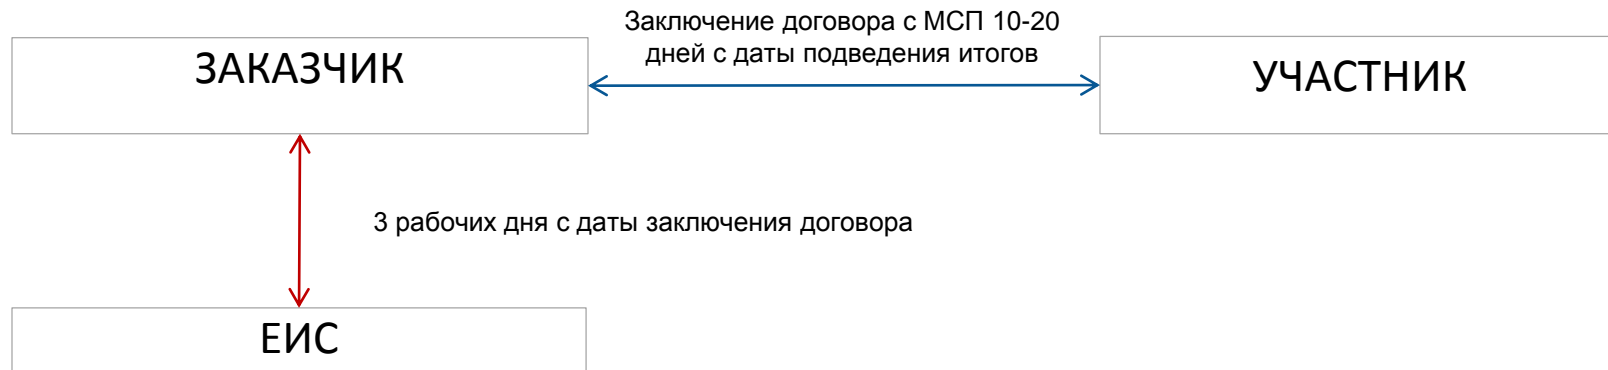 Заключение договора с МСП 10-20
дней с даты подведения итогов
ЗАКАЗЧИК
УЧАСТНИК
3 рабочих дня с даты заключения договора
ЕИС